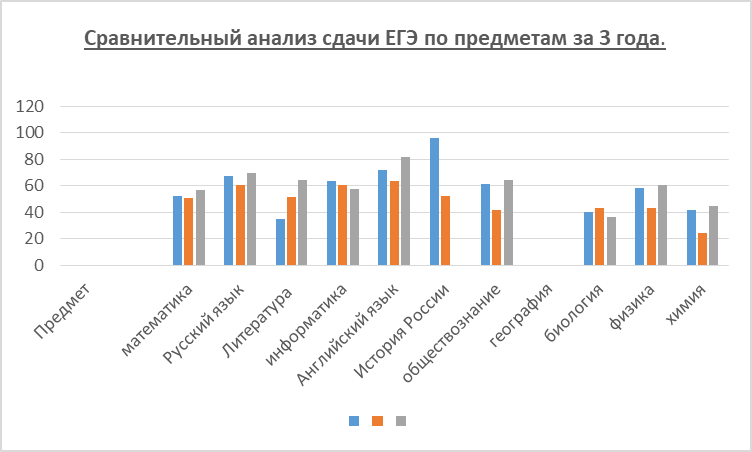 Сравнительный анализ сдачи ЕГЭ по предметам за 3 года.
120
100
80
60
40
20
0
Предмет
математика
Русский язык
Литература
информатика
Английский язык
История России
обществознание
география
биология
физика
химия